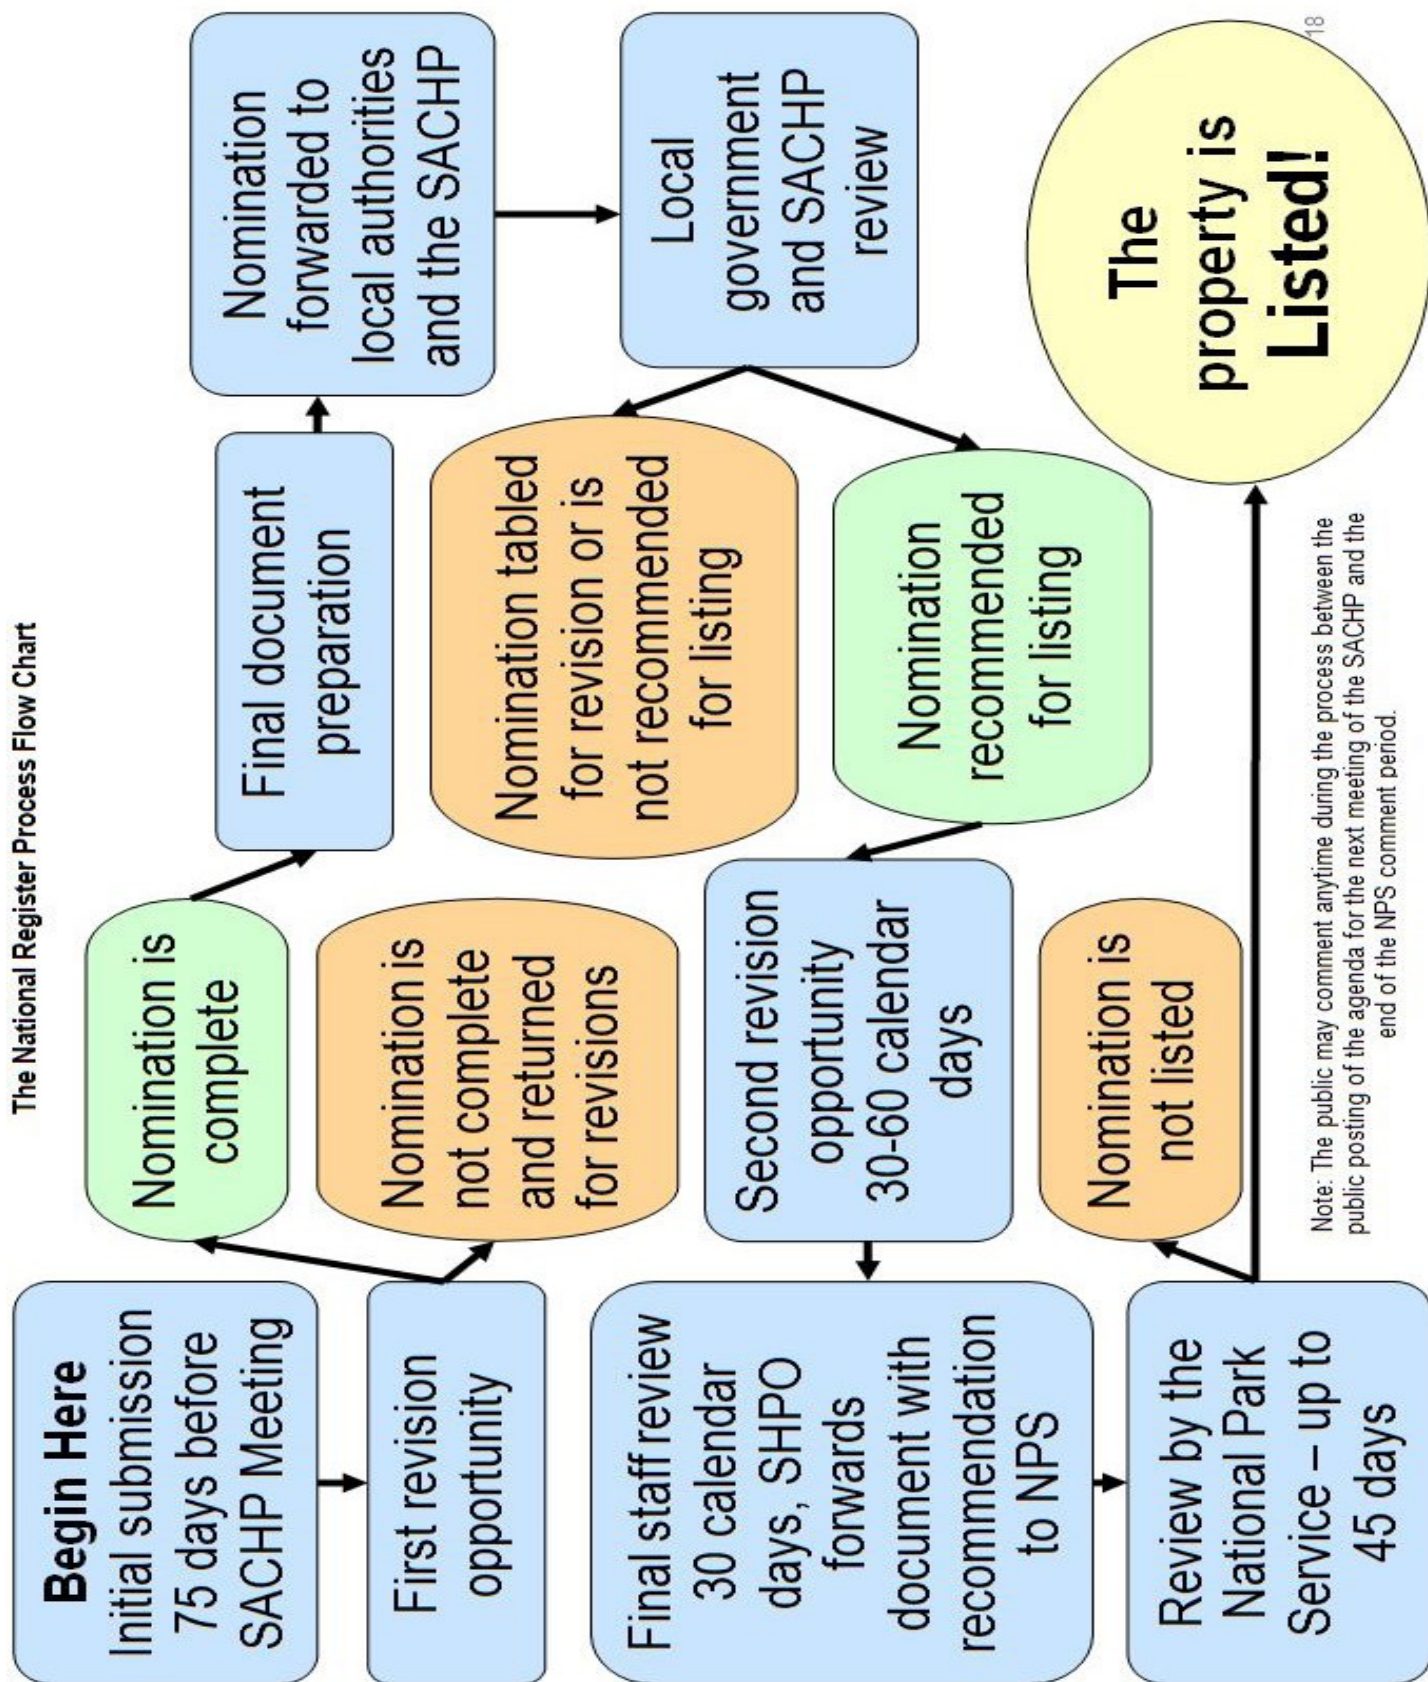 The National Register Process Flow Chart
Begin Here
Initial submission
75 days before
SACHP Meeting
First revision
opportunity
Nomination is
complete
Nomination is
not complete
and returned
for revisions
Final document
preparation
Nomination
forwarded to
local authorities
and the SACHP
Local
government
and SACHP
review
Nomination tabled
for revision or is
not recommended
for listing
Nomination
recommended
for listing
Second revision
opportunity
30-60 calendar
days
Final staff review
30 calendar
days, SHPO
forwards
document with
recommendation
to NPS
Review by the
National Park
Service – up to
45 days
Nomination is
not listed
The
property is
Listed!
Note: The public may comment anytime during the process between the
public posting of the agenda for the next meeting of the SACHP and the
end of the NPS comment period.
18